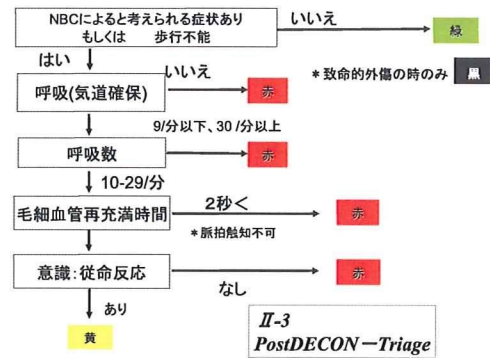 NBCによると考えられる症状あり
もしくは 歩行不能
いいえ
緑
はい
いいえ
呼吸(気道確保)
赤
*致命的外傷の時のみ 黒
9/分以下、30/分以上
呼吸数
赤
10-29/分
毛細血管再充満時間
2秒く
赤
*脈拍触知不可
意識:従命反応
赤
なし
あり
黄
Ⅱ-3
PostDECON-Triage